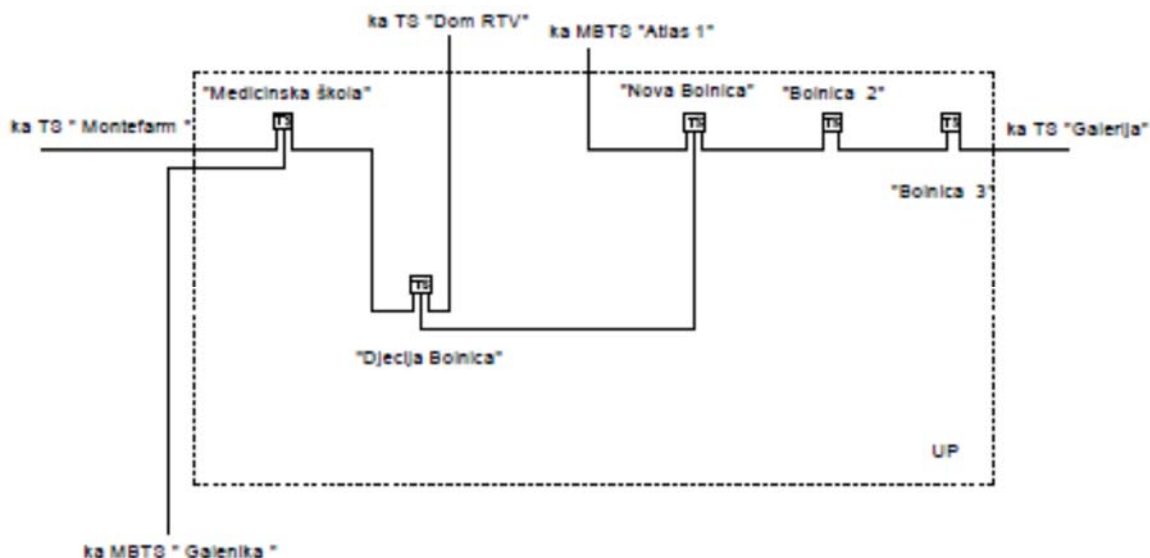 ka TS "Dom RTV"
ka MBTS "Atlas 1"
"Medicinska škola"
"Nova Bolnica"
"Bolnica 2"
ka TS " Montefarm "
TS
TS
TS
TS
ka TS "Galerija"
"Bolnica 3"
TS
"Djecija Bolnica"
UP
ka MBTS " Galenika "